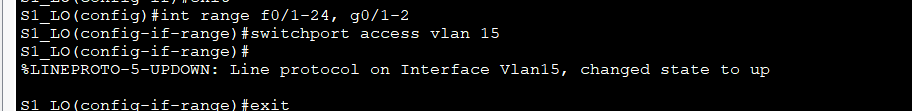 S1_LO(config)#int range f0/1-24, g0/1-2
S1_LO(config-if-range)#switchport access vlan 15
S1_LO(config-if-range)#
%LINEPROTO-5-UPDOWN: Line protocol on Interface Vlan15, changed state to up
S1_LO(config-if-range)#exit